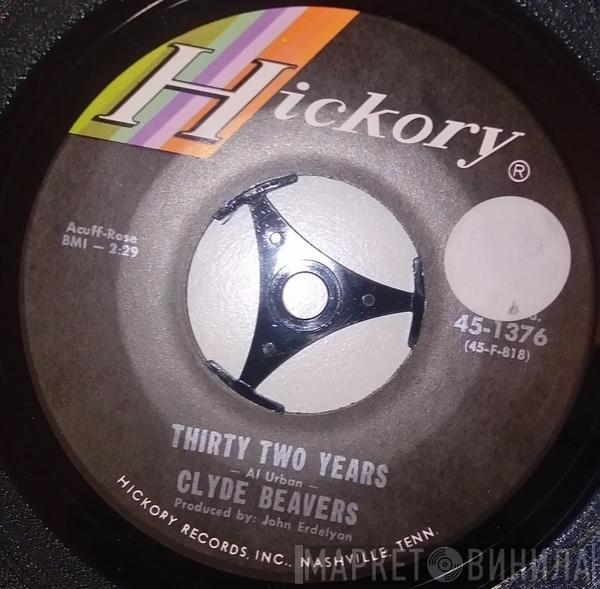 Hickory ®
Acuff-Rose
BMI — 2:29
45-1376
(45-F-818)
THIRTY TWO YEARS
— Al Urban —
CLYDE BEAVERS
Produced by: John Erdelyan
HICKORY RECORDS, INC., NASHVILLE, TENN.
МАРКЕТ ВИНИЛА